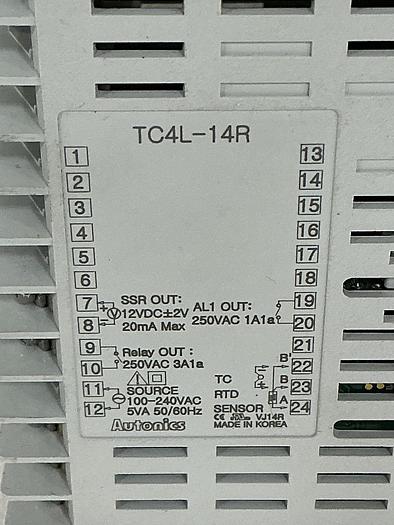 TC4L-14R
1 13
2 14
3 15
4 16
5 17
6 18
7 SSR OUT: 12VDC±2V 20mA Max AL1 OUT: 250VAC 1A1a 19
8 20
9 Relay OUT : 250VAC 3A1a 21
10 TC B' 22
11 SOURCE RTD B 23
12 100-240VAC 5VA 50/60Hz SENSOR A 24
Autonics CE VJ14R
MADE IN KOREA